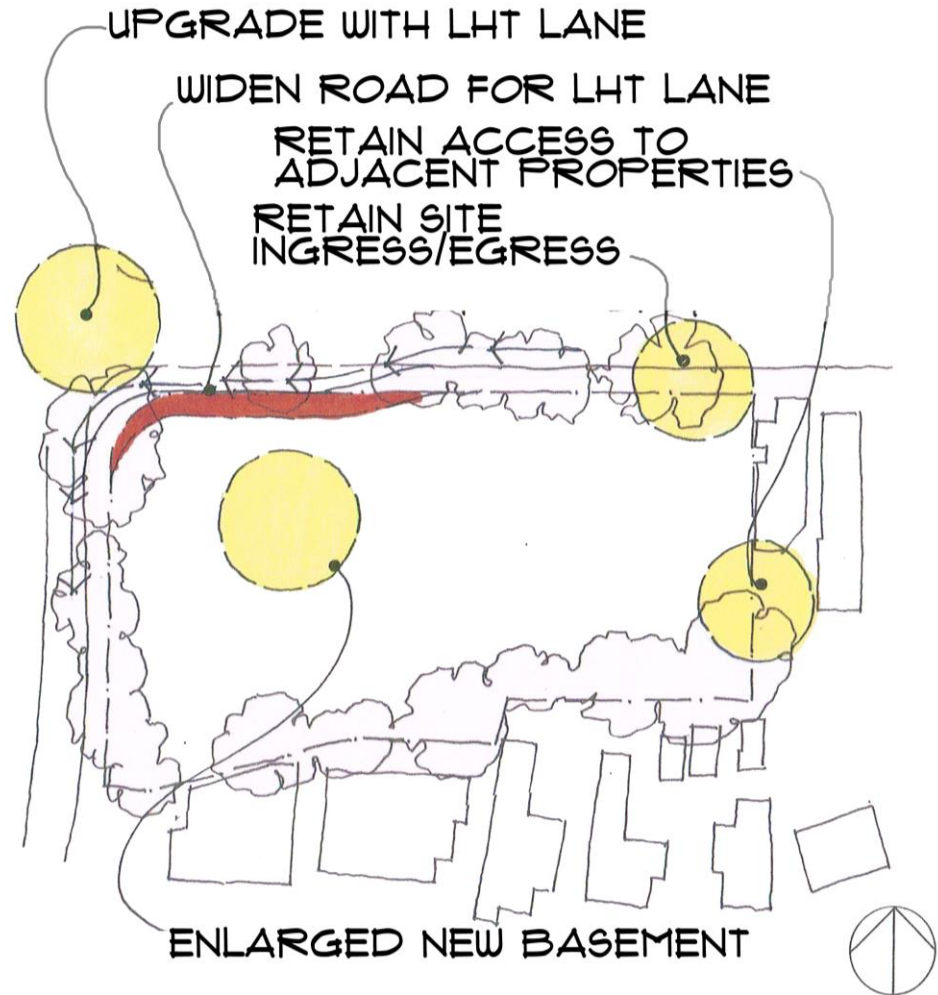 UPGRADE WITH LHT LANE
WIDEN ROAD FOR LHT LANE
RETAIN ACCESS TO
ADJACENT PROPERTIES
RETAIN SITE
INGRESS/EGRESS
ENLARGED NEW BASEMENT